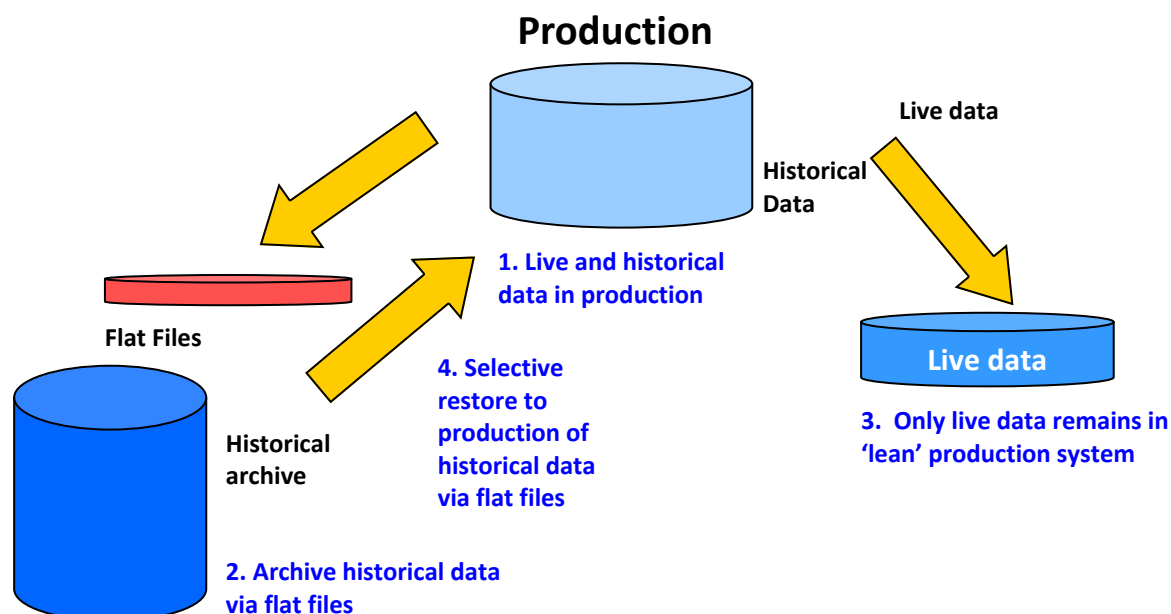 Production
Live data
Historical
Data
1. Live and historical
data in production
Flat Files
Live data
4. Selective
restore to
production of
historical data
via flat files
3.  Only live data remains in
‘lean’ production system
Historical
archive
2. Archive historical data
via flat files